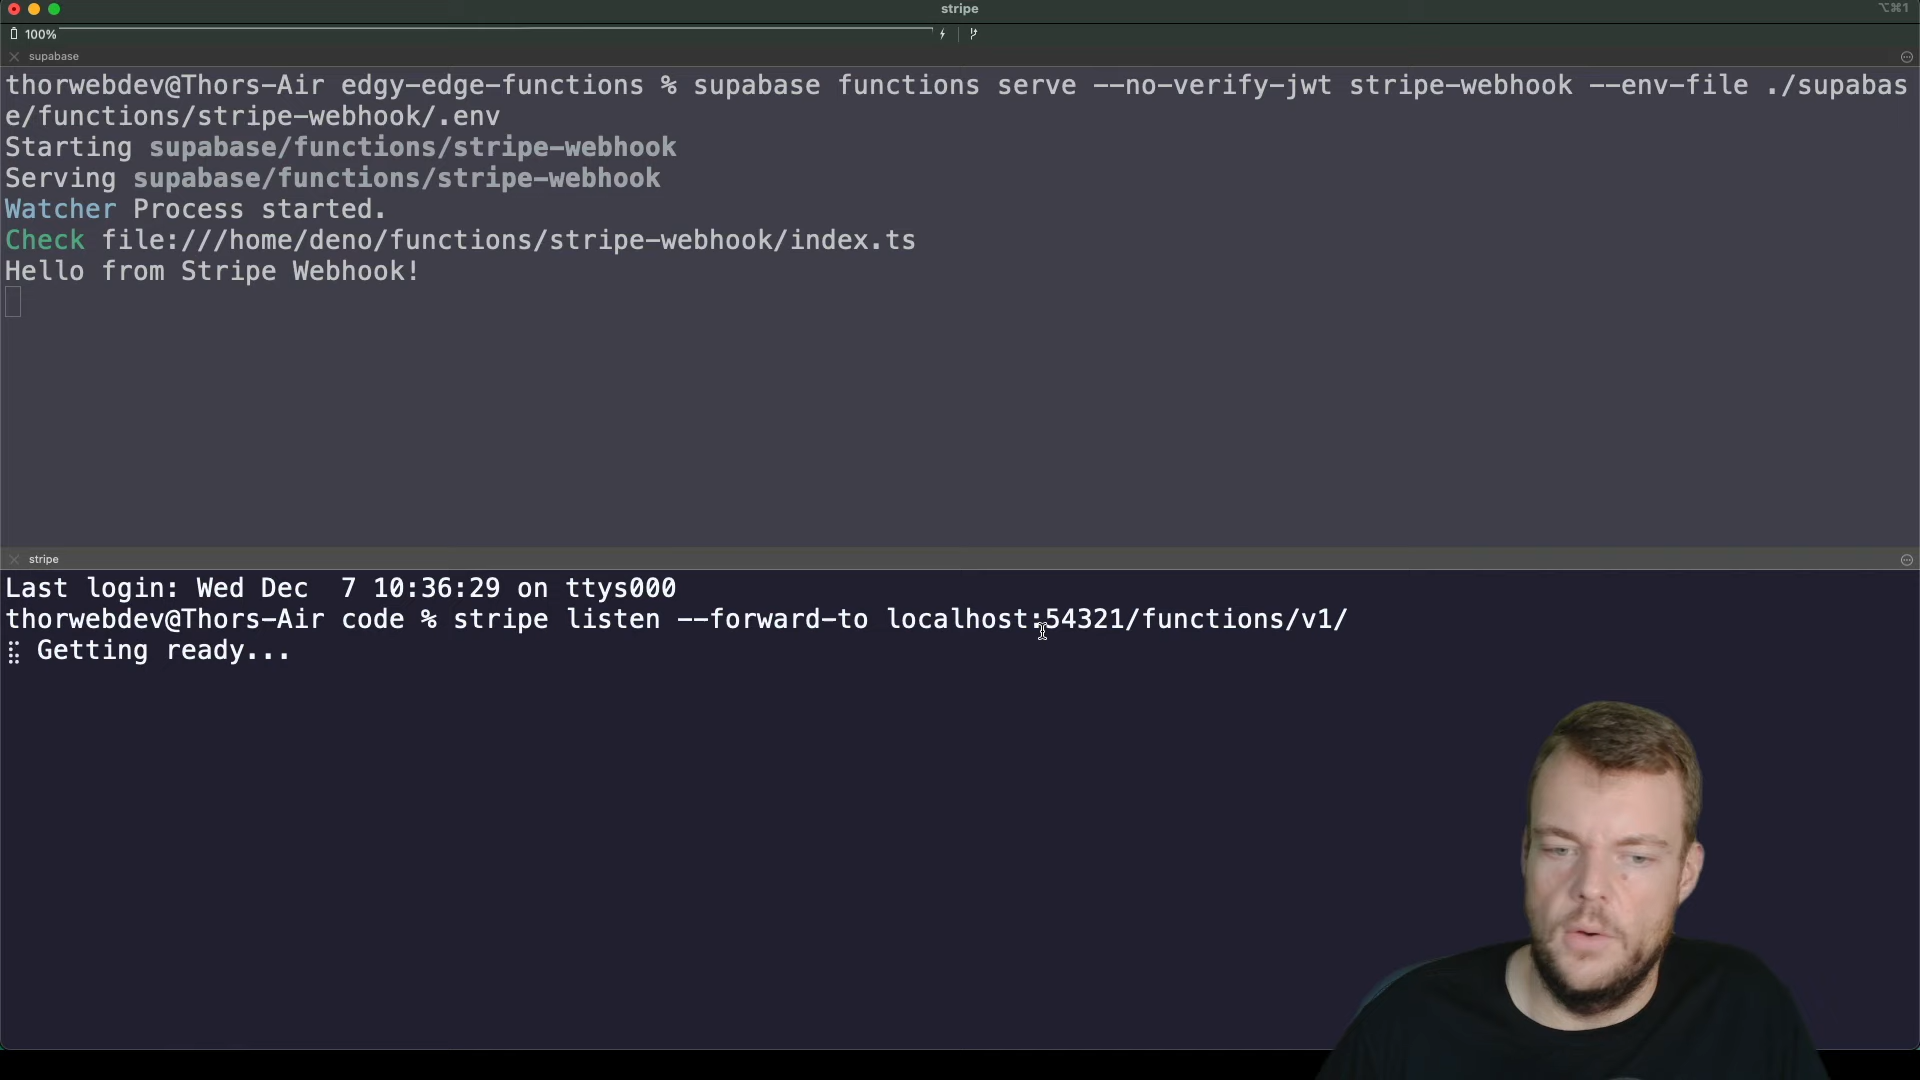 stripe
⌥⌘1
100%
supabase
thorwebdev@Thors-Air edgy-edge-functions % supabase functions serve --no-verify-jwt stripe-webhook --env-file ./supabas
e/functions/stripe-webhook/.env
Starting supabase/functions/stripe-webhook
Serving supabase/functions/stripe-webhook
Watcher Process started.
Check file:///home/deno/functions/stripe-webhook/index.ts
Hello from Stripe Webhook!
stripe
Last login: Wed Dec  7 10:36:29 on ttys000
thorwebdev@Thors-Air code % stripe listen --forward-to localhost:54321/functions/v1/
Getting ready...